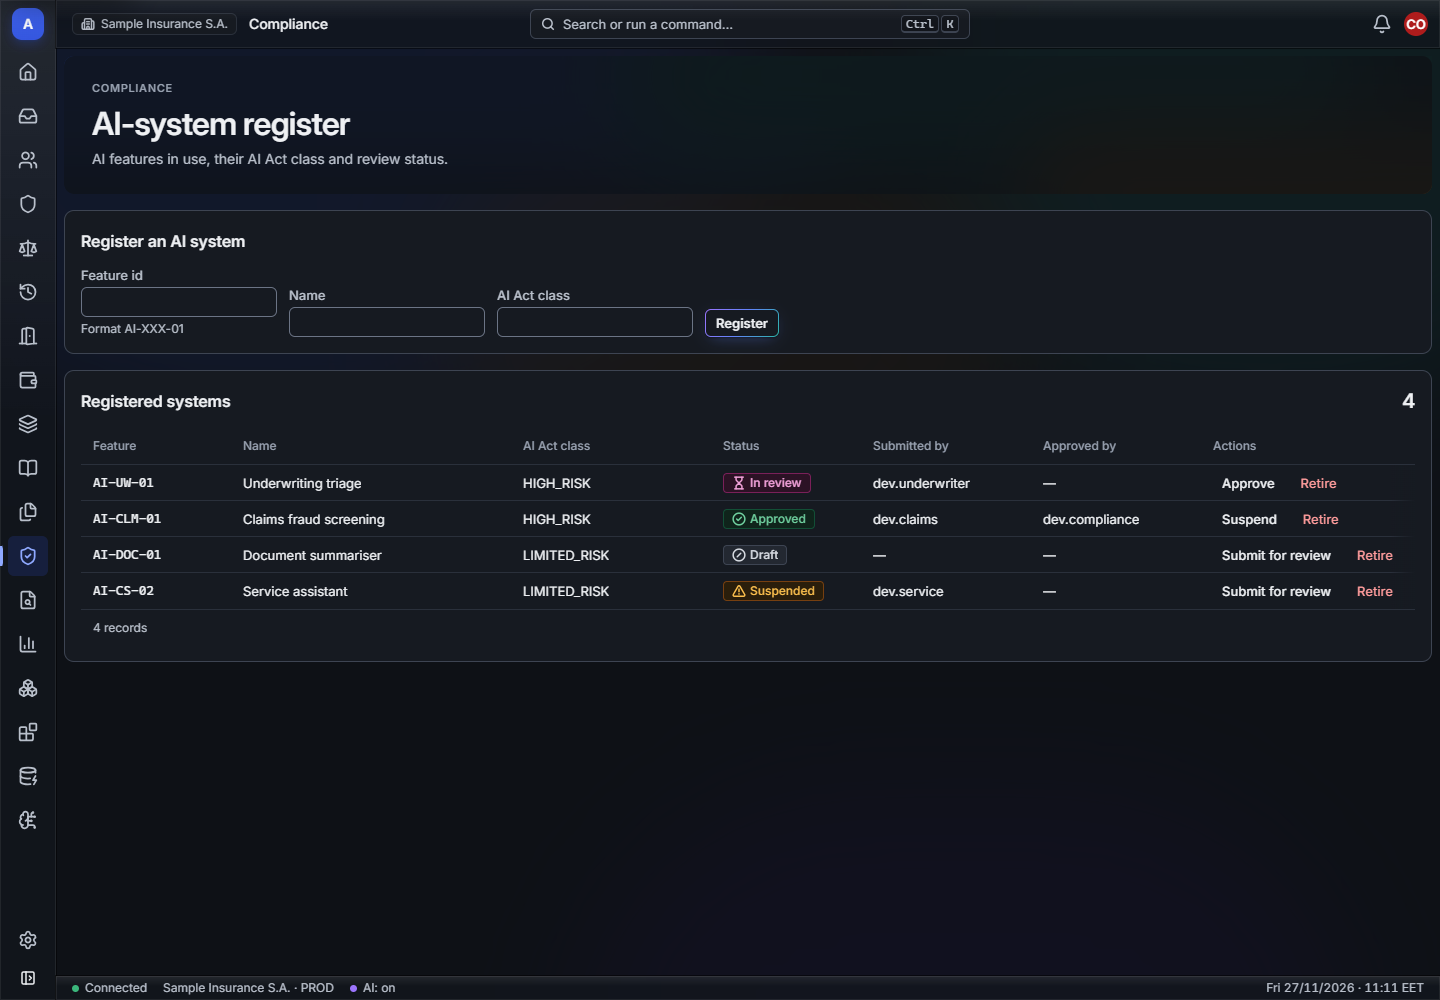 A
Sample Insurance S.A.
Compliance
Search or run a command...
Ctrl K
CO
COMPLIANCE
AI-system register
AI features in use, their AI Act class and review status.
Register an AI system
Feature id
Format AI-XXX-01
Name
AI Act class
Register
Registered systems
4
Feature Name AI Act class Status Submitted by Approved by Actions
AI-UW-01 Underwriting triage HIGH_RISK In review dev.underwriter — Approve Retire
AI-CLM-01 Claims fraud screening HIGH_RISK Approved dev.claims dev.compliance Suspend Retire
AI-DOC-01 Document summariser LIMITED_RISK Draft — — Submit for review Retire
AI-CS-02 Service assistant LIMITED_RISK Suspended dev.service — Submit for review Retire
4 records
Connected Sample Insurance S.A. · PROD AI: on Fri 27/11/2026 · 11:11 EET